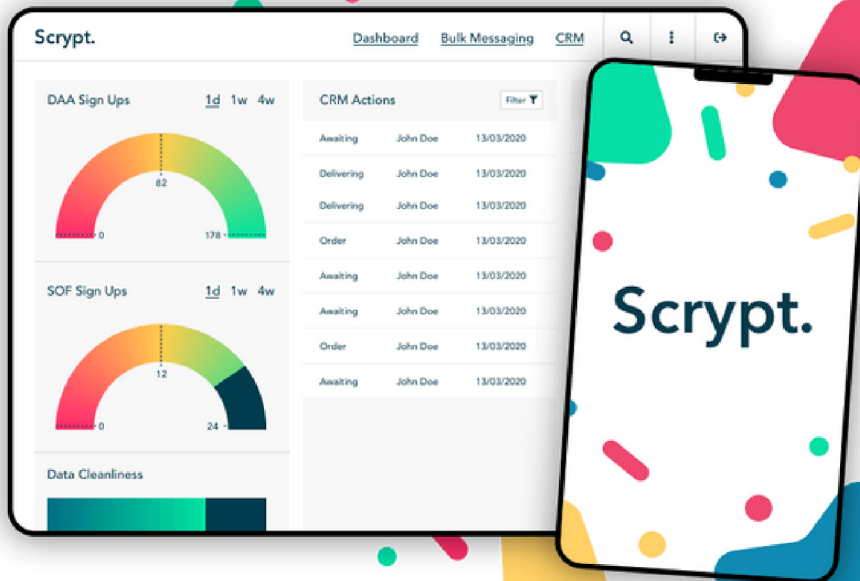 Scrypt.
Dashboard Bulk Messaging CRM
DAA Sign Ups 1d 1w 4w
82
0 178
SOF Sign Ups 1d 1w 4w
12
0 24
Data Cleanliness
CRM Actions Filter
Awaiting John Doe 13/03/2020
Delivering John Doe 13/03/2020
Delivering John Doe 13/03/2020
Order John Doe 13/03/2020
Awaiting John Doe 13/03/2020
Awaiting John Doe 13/03/2020
Order John Doe 13/03/2020
Awaiting John Doe 13/03/2020
Scrypt.